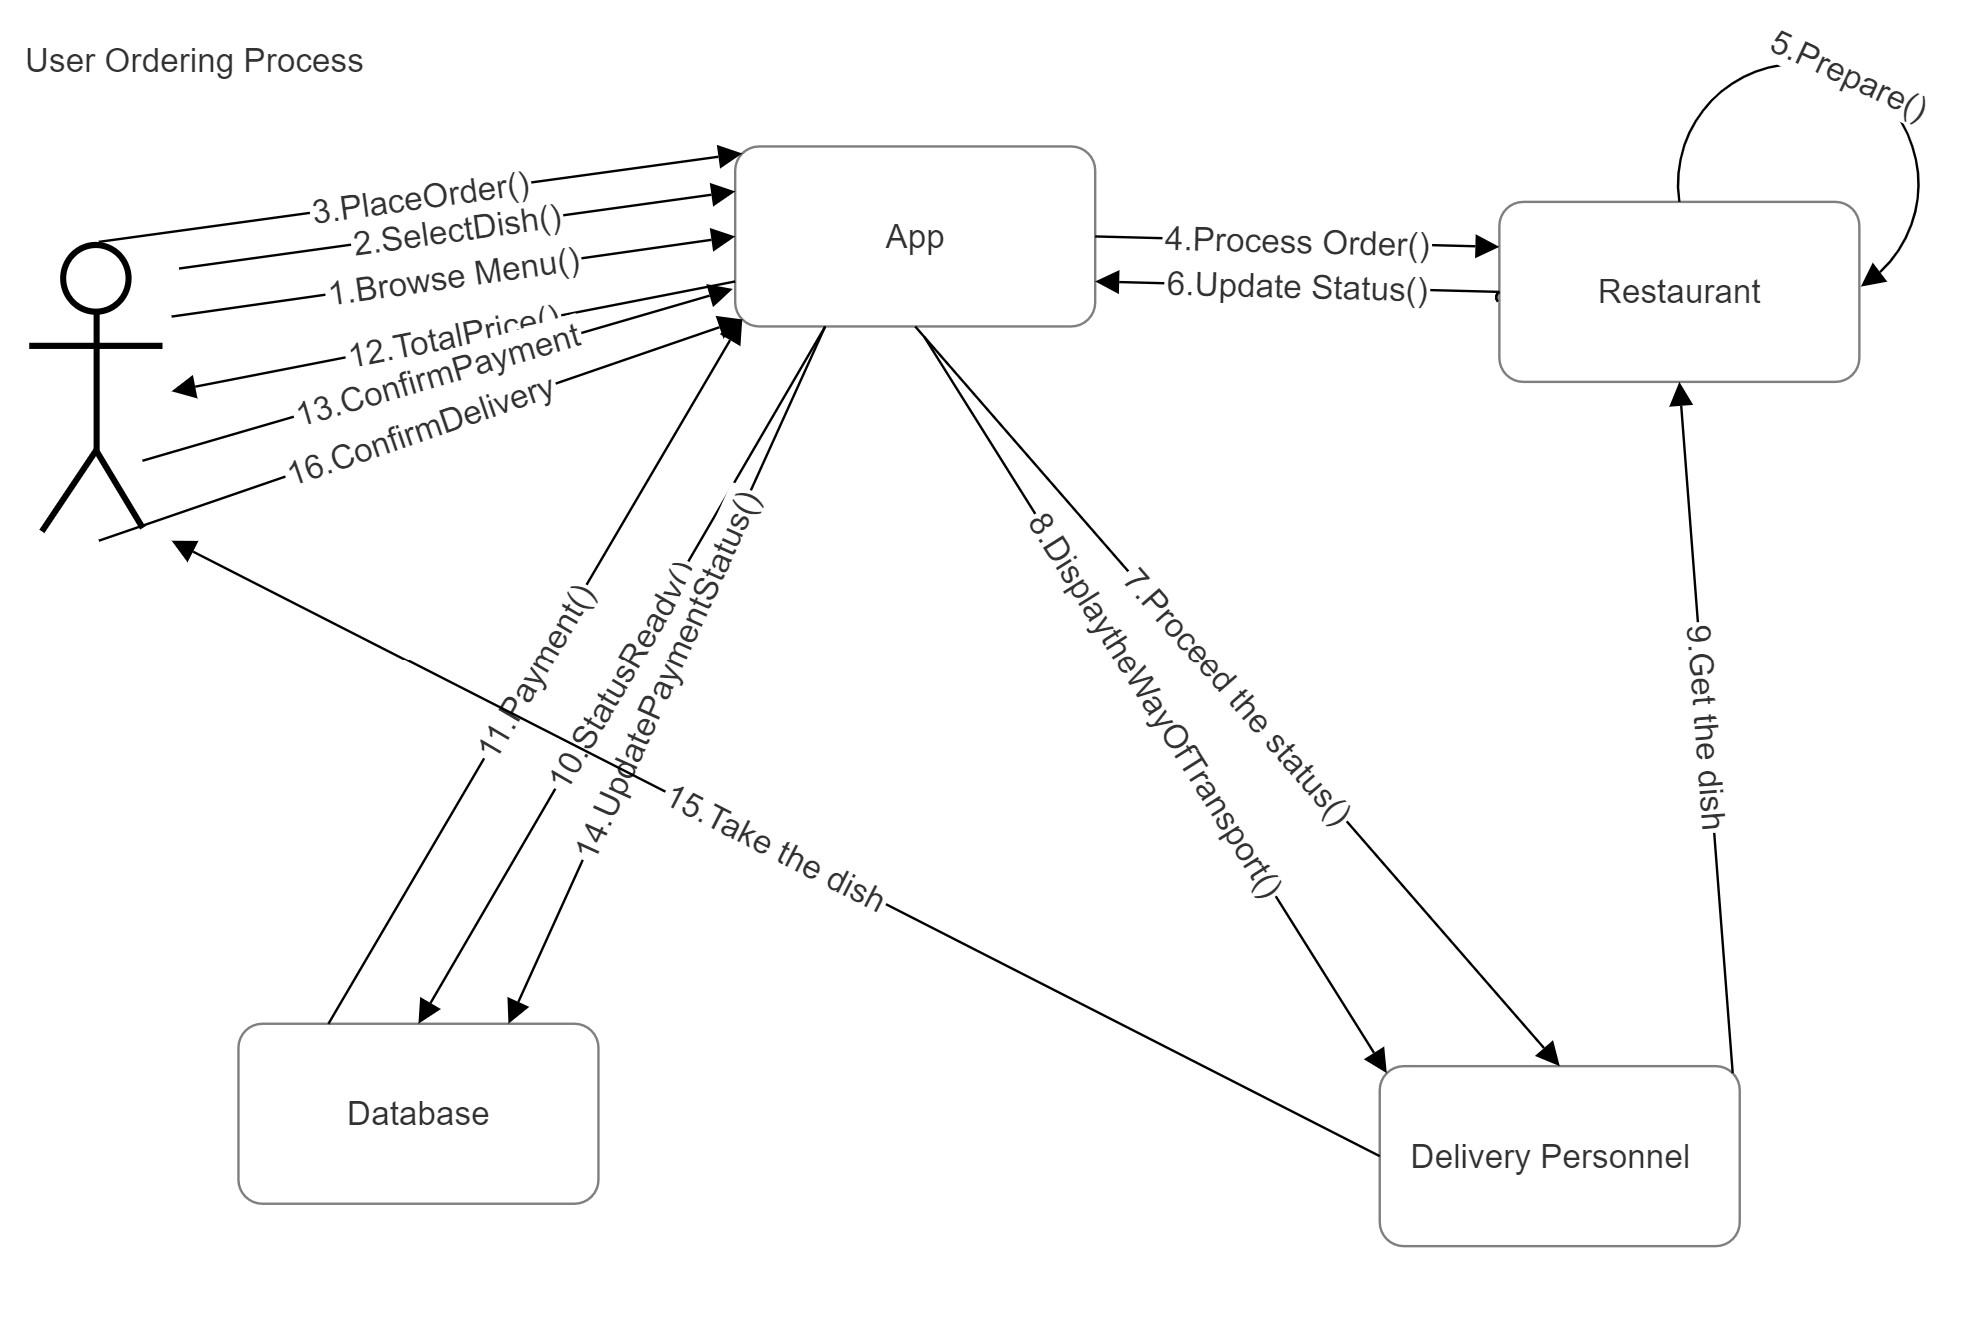 User Ordering Process
5.Prepare()
3.PlaceOrder()
2.SelectDish()
1.Browse Menu()
App
4.Process Order()
6.Update Status()
Restaurant
12.TotalPrice()
13.ConfirmPayment
16.ConfirmDelivery
11.Payment()
10.StatusReady()
14.UpdatePaymentStatus()
8.DisplaytheWayOfTransport()
7.Proceed the status()
9.Get the dish
15.Take the dish
Database
Delivery Personnel